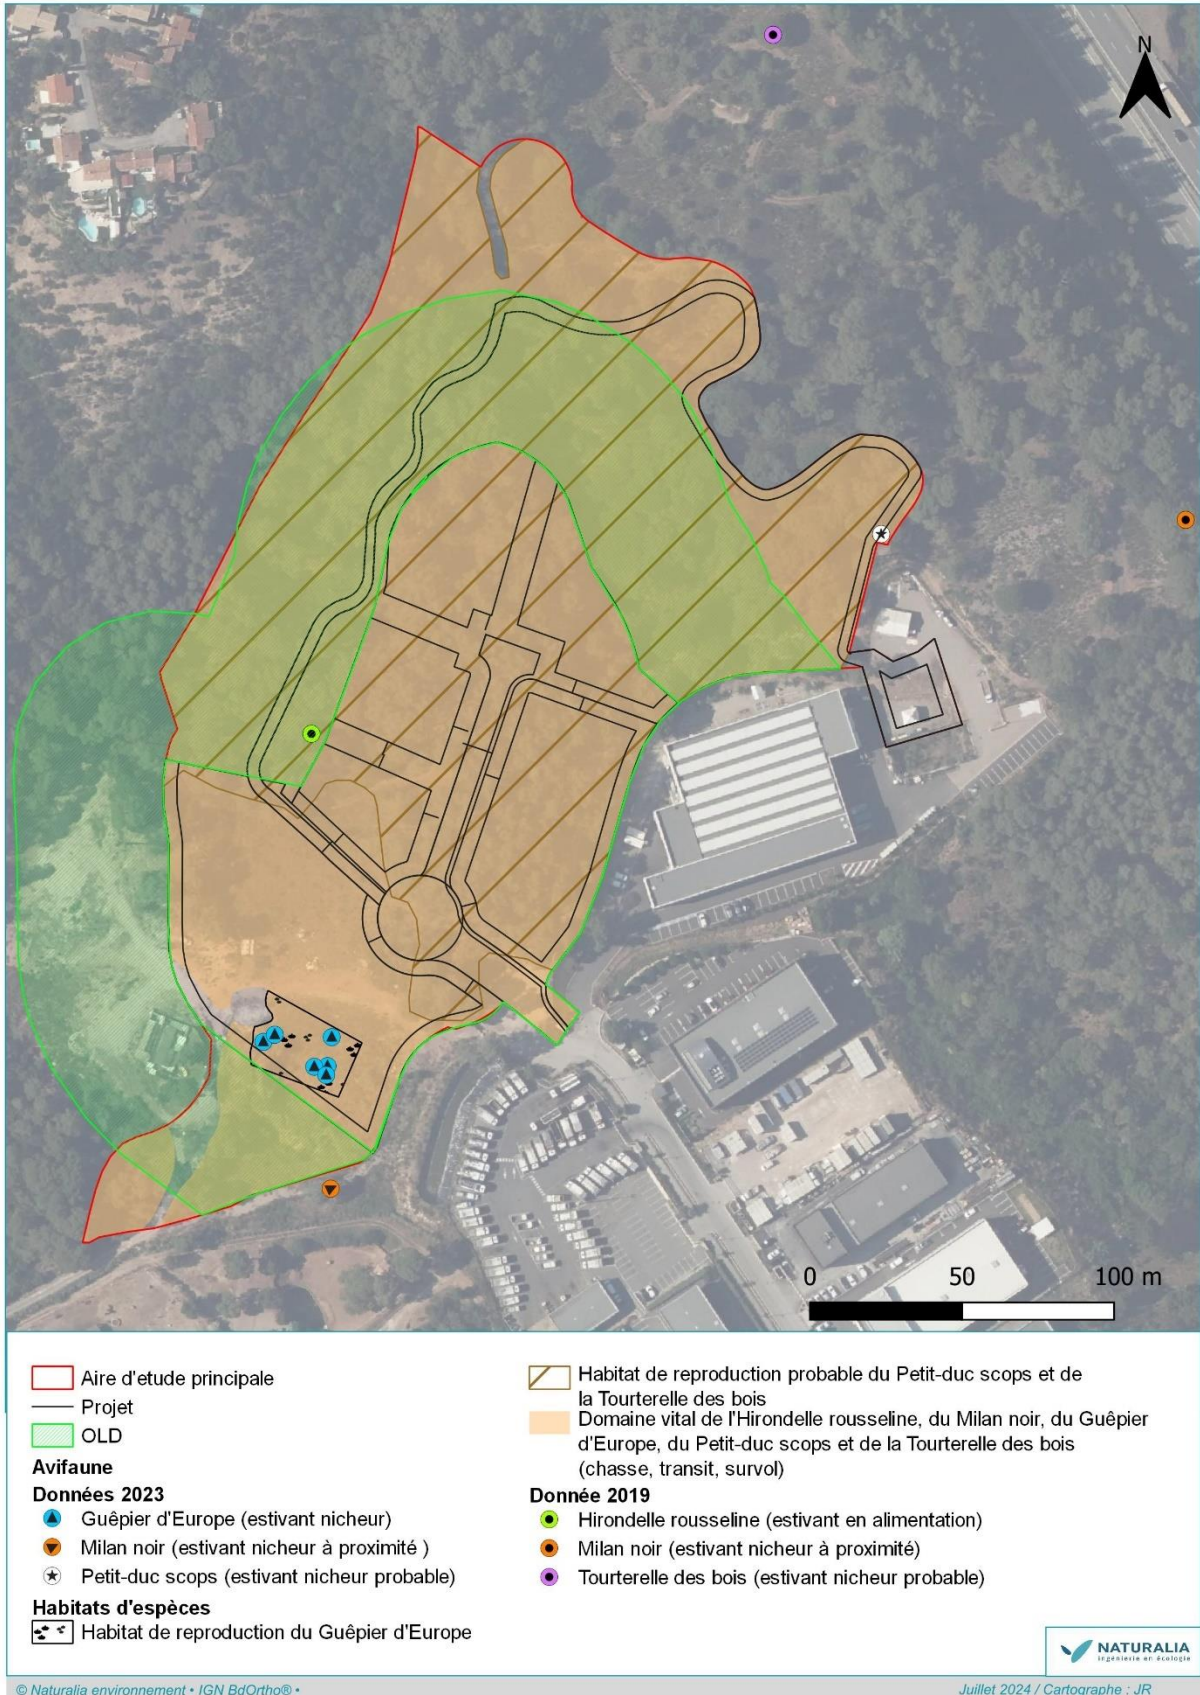 N
0 50 100 m
Aire d'etude principale
Projet
OLD
Avifaune
Données 2023
Guêpier d'Europe (estivant nicheur)
Milan noir (estivant nicheur à proximité )
Petit-duc scops (estivant nicheur probable)
Habitats d'espèces
Habitat de reproduction du Guêpier d'Europe
Habitat de reproduction probable du Petit-duc scops et de
la Tourterelle des bois
Domaine vital de l'Hirondelle rousseline, du Milan noir, du Guêpier
d'Europe, du Petit-duc scops et de la Tourterelle des bois
(chasse, transit, survol)
Donnée 2019
Hirondelle rousseline (estivant en alimentation)
Milan noir (estivant nicheur à proximité)
Tourterelle des bois (estivant nicheur probable)
NATURALIA
Ingénierie en écologie
© Naturalia environnement • IGN BdOrtho® •
Juillet 2024 / Cartographe : JR